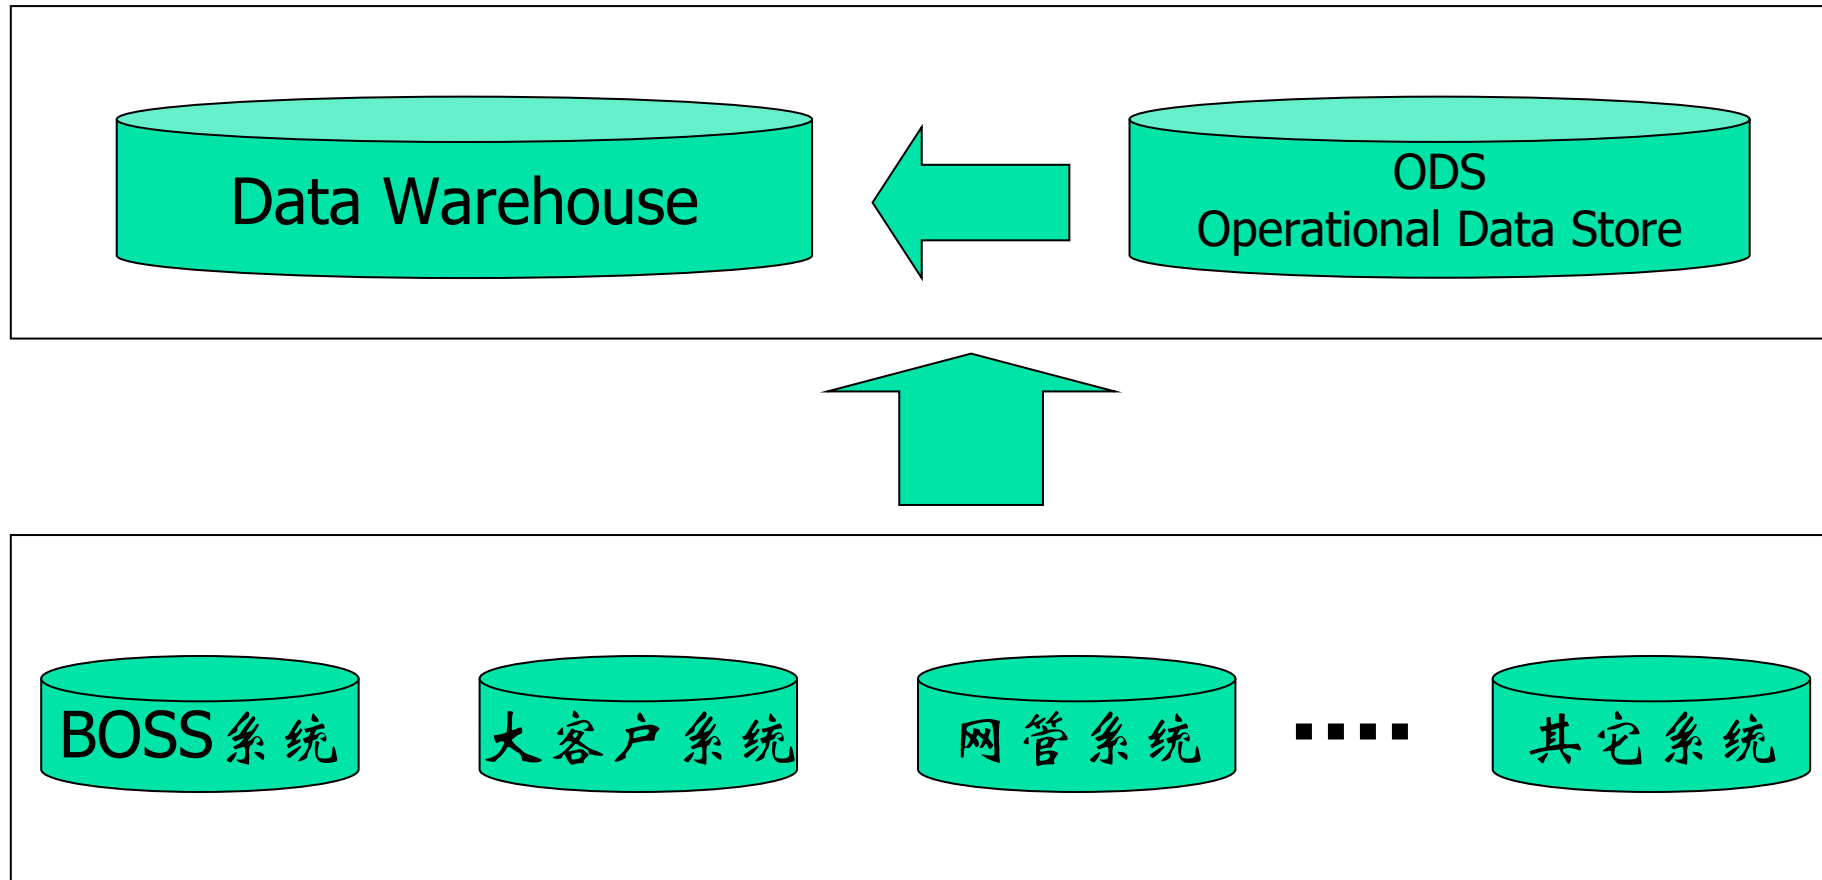 Data Warehouse
ODS
Operational Data Store
BOSS系统
大客户系统
网管系统
....
其它系统